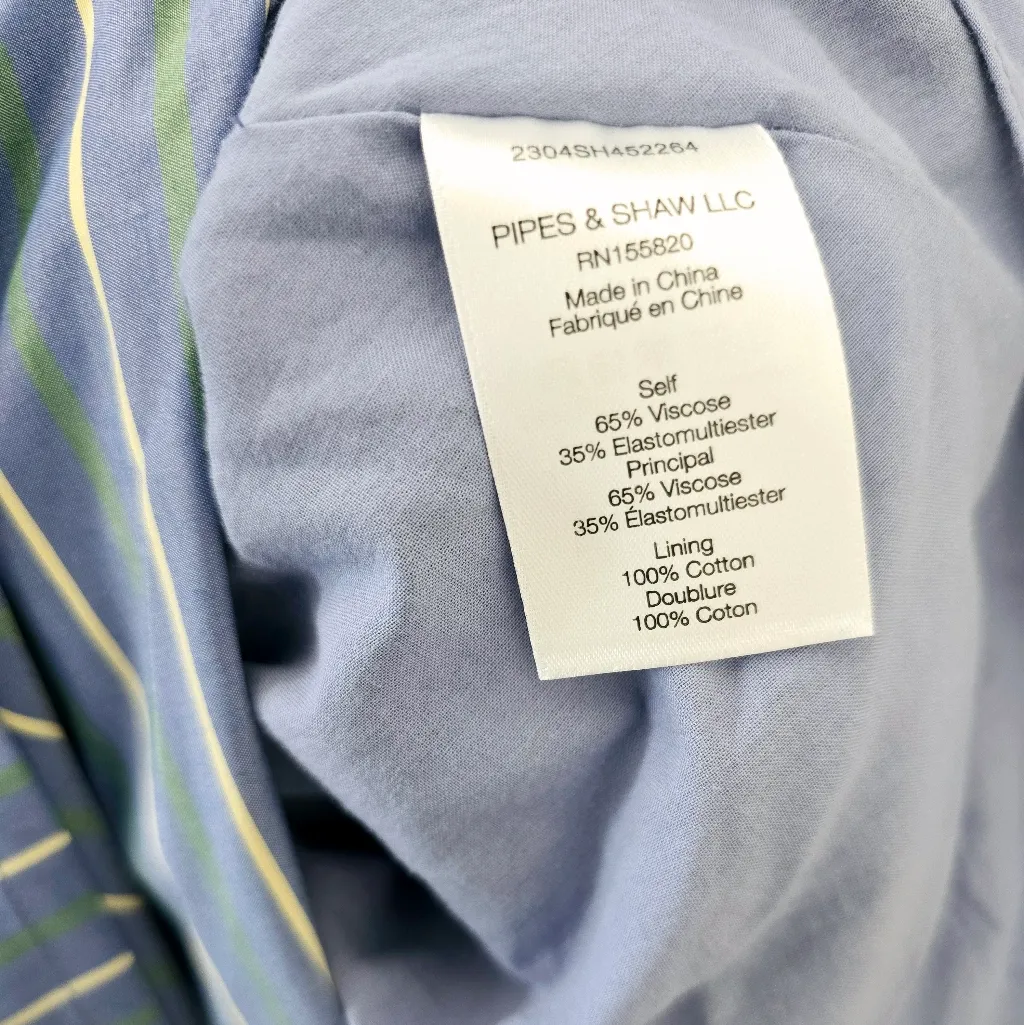 2304SH452264
PIPES & SHAW LLC
RN155820
Made in China
Fabriqué en Chine
Self
65% Viscose
35% Elastomultiester
Principal
65% Viscose
35% Élastomultiester
Lining
100% Cotton
Doublure
100% Coton